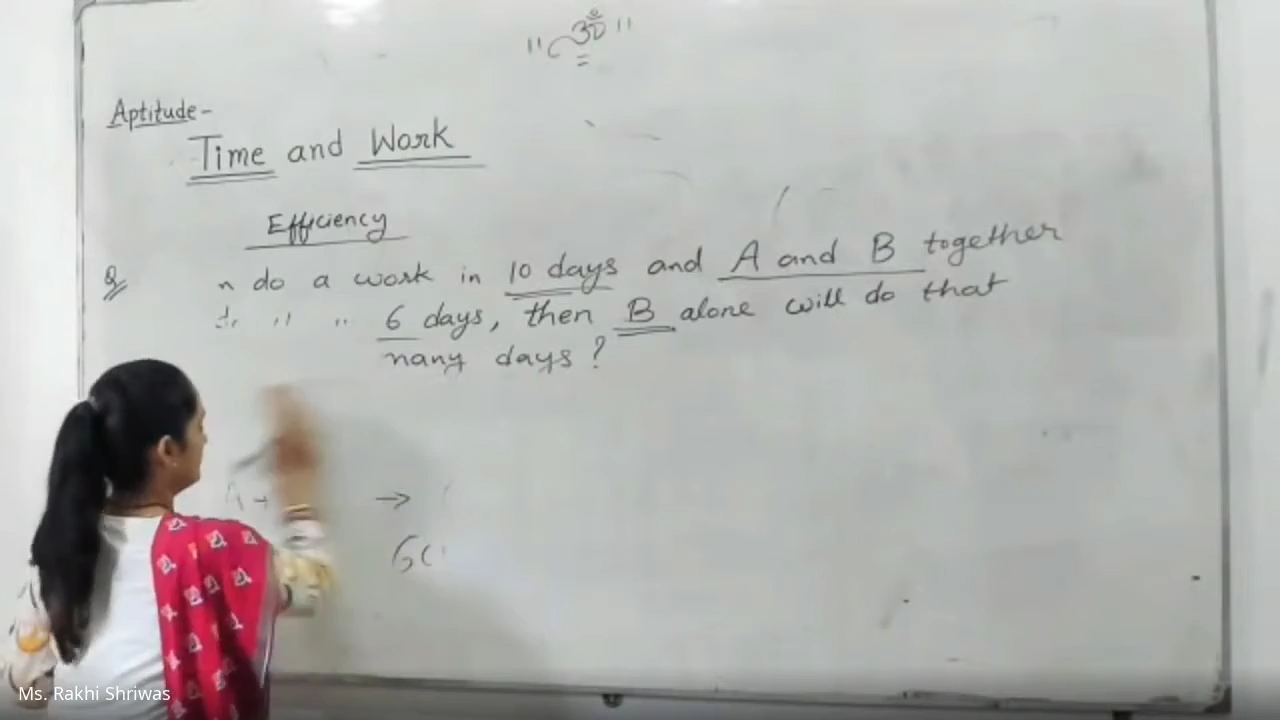 " ॐ "
Aptitude-
Time and Work
Efficiency
Q n do a work in 10 days and A and B together
" " 6 days, then B alone will do that
many days ?
A + →
Ms. Rakhi Shriwas